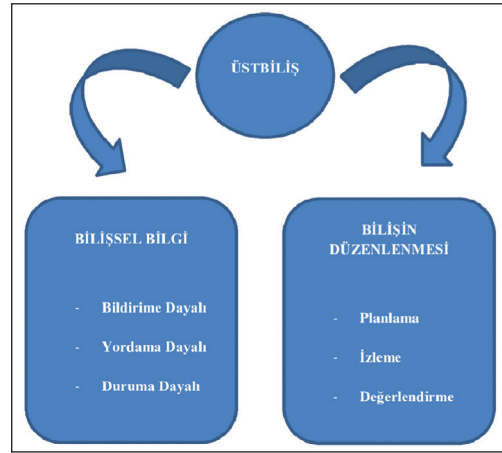 ÜSTBİLİŞ
BİLİŞSEL BİLGİ
- Bildirime Dayalı
- Yordama Dayalı
- Duruma Dayalı
BİLİŞİN
DÜZENLENMESİ
- Planlama
- İzleme
- Değerlendirme